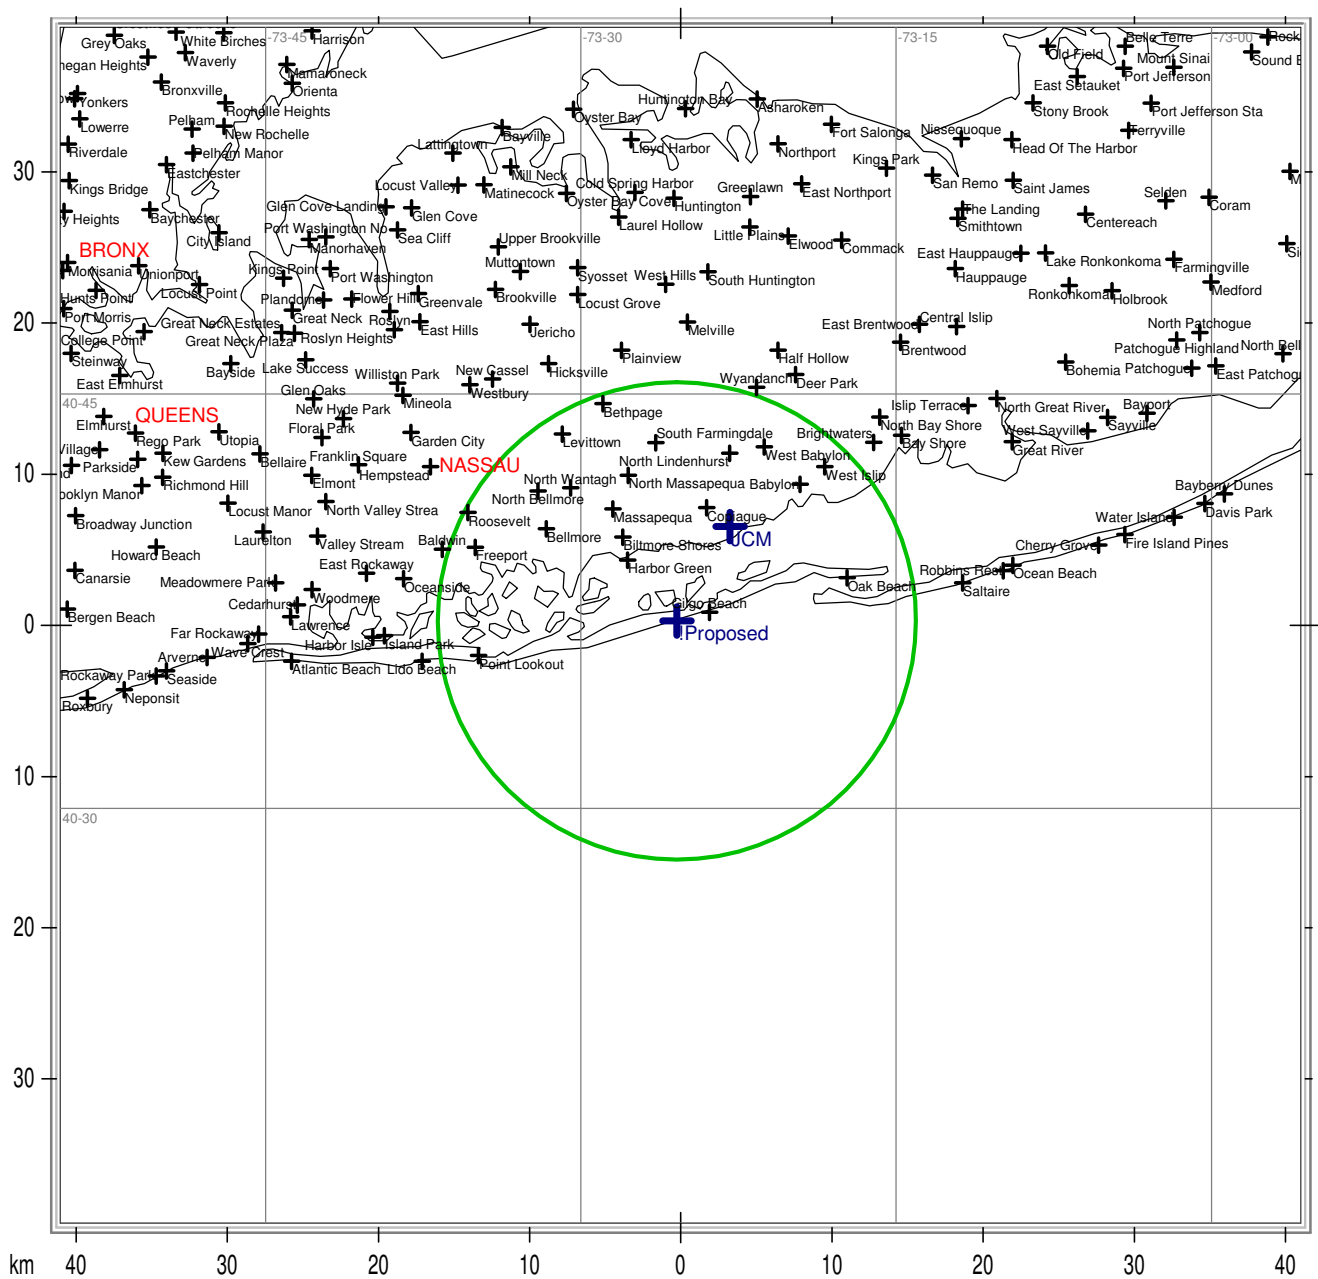 Grey Oaks
White Birches
-73-45
Harrison
-73-30
-73-15
Belle Terre
-73-00
Rock
negan Heights
Waverly
Old Field
Mount Sinai
Sound B
Mamaroneck
Port Jefferson
Bronxville
Orienta
East Setauket
Yonkers
Rochelle Heights
Huntington Bay
Asharoken
Stony Brook
Port Jefferson Sta
Lowerre
Pelham
New Rochelle
Oyster Bay
Bayville
Fort Salonga
Nissequoque
Ferryville
Riverdale
Pelham Manor
Lattingtown
Lloyd Harbor
Northport
Head Of The Harbor
30
Eastchester
Mill Neck
Kings Park
Kings Bridge
Locust Valley
Matinecock
Cold Spring Harbor
Greenlawn
East Northport
San Remo
Saint James
Selden
M
Oyster Bay Cove
Huntington
Coram
y Heights
Baychester
Glen Cove Landing
Glen Cove
The Landing
Port Washington No
Sea Cliff
Laurel Hollow
Little Plains
Smithtown
Centereach
BRONX
City Island
Manorhaven
Upper Brookville
Elwood
Commack
East Hauppauge
Si
Morrisania
Unionport
Kings Point
Port Washington
Muttontown
Syosset
West Hills
South Huntington
Hauppauge
Lake Ronkonkoma
Farmingville
Hunts Point
Locust Point
Plandome
Flower Hill
Greenvale
Brookville
Locust Grove
Ronkonkoma
Holbrook
Medford
Port Morris
Great Neck
20
Great Neck Estates
Roslyn
East Hills
Jericho
Melville
East Brentwood
Central Islip
North Patchogue
College Point
Great Neck Plaza
Roslyn Heights
Brentwood
Patchogue Highland
North Bell
Steinway
Bayside
Lake Success
Plainview
Half Hollow
Bohemia
Patchogue
East Patchogu
East Elmhurst
Williston Park
New Cassel
Hicksville
Wyandanch
Deer Park
Glen Oaks
Westbury
40-45
Mineola
Bethpage
Islip Terrace
North Great River
Bayport
QUEENS
New Hyde Park
Elmhurst
Floral Park
North Bay Shore
Sayville
Rego Park
Utopia
Garden City
Levittown
South Farmingdale
Brightwaters
Bay Shore
West Sayville
Village
Great River
Parkside
Kew Gardens
Bellaire
Franklin Square
NASSAU
North Lindenhurst
West Babylon
10
Hempstead
West Islip
Richmond Hill
Elmont
North Wantagh
North Massapequa
Babylon
Bayberry Dunes
ooklyn Manor
North Bellmore
Locust Manor
North Valley Strea
Massapequa
Copiague
Davis Park
Broadway Junction
Roosevelt
Water Island
Laurelton
Valley Stream
Baldwin
Bellmore
Biltmore Shores
JCM
Fire Island Pines
Howard Beach
Freeport
Cherry Grove
East Rockaway
Harbor Green
Robbins Rest
Ocean Beach
Canarsie
Meadowmere Park
Oceanside
Oak Beach
Saltaire
Woodmere
Cedarhurst
Gilgo Beach
Bergen Beach
Lawrence
0
Far Rockaway
Proposed
Harbor Isle
Island Park
Arverne
Wave Crest
Atlantic Beach
Lido Beach
Point Lookout
Rockaway Park
Seaside
Neponsit
Roxbury
10
40-30
20
30
km
40
30
20
10
0
10
20
30
40